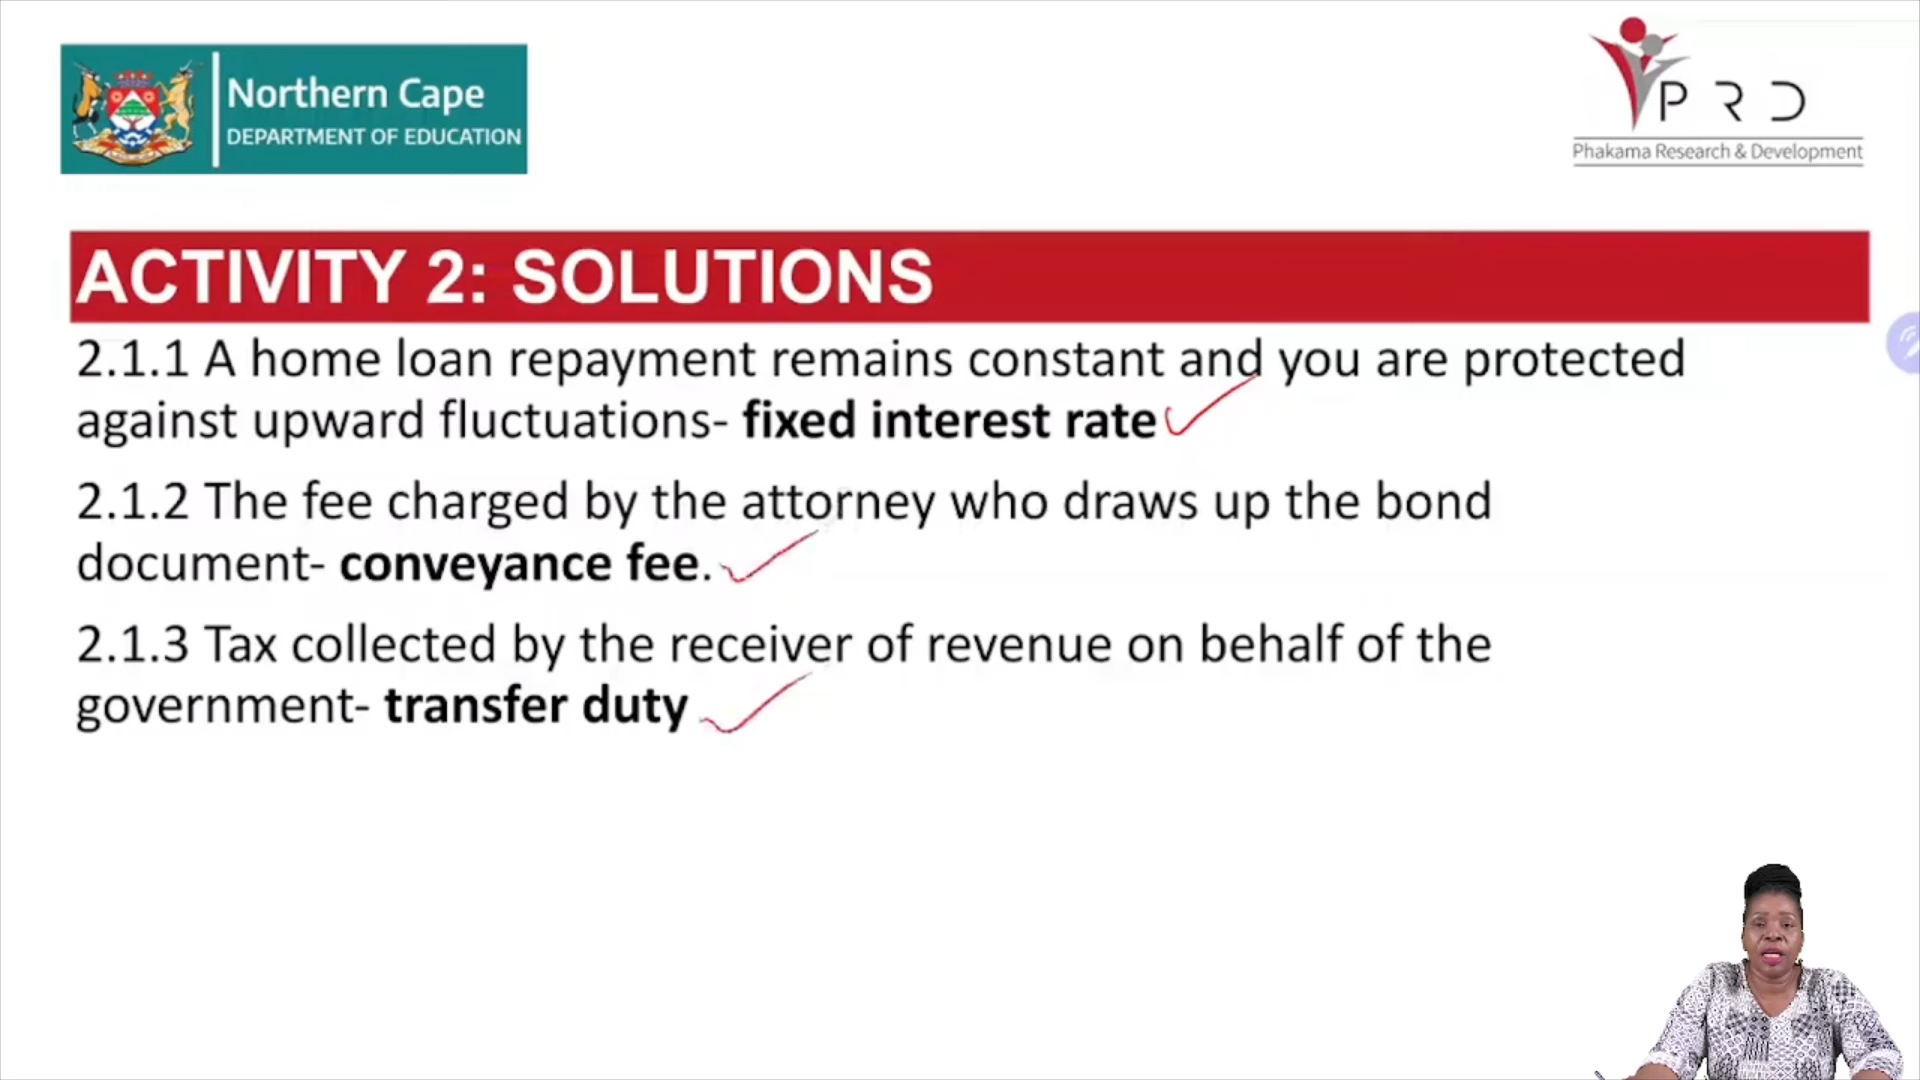 Northern Cape
DEPARTMENT OF EDUCATION
PRD
Phakama Research & Development
ACTIVITY 2: SOLUTIONS
2.1.1 A home loan repayment remains constant and you are protected
against upward fluctuations- fixed interest rate
2.1.2 The fee charged by the attorney who draws up the bond
document- conveyance fee.
2.1.3 Tax collected by the receiver of revenue on behalf of the
government- transfer duty